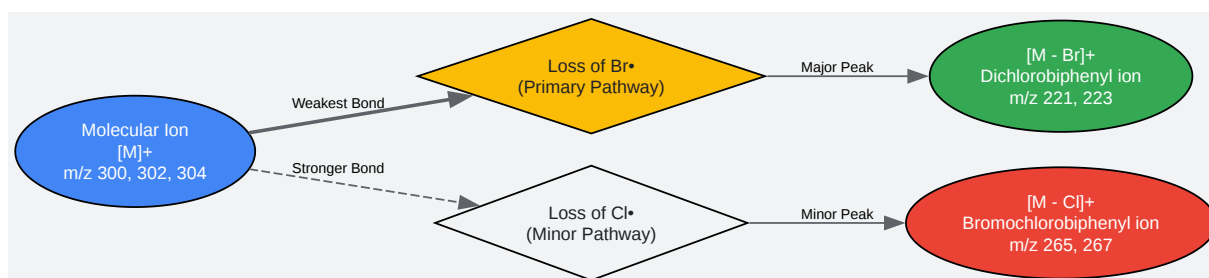 Molecular Ion
[M]+
m/z 300, 302, 304
Weakest Bond
Stronger Bond
Loss of Br•
(Primary Pathway)
Loss of Cl•
(Minor Pathway)
Major Peak
Minor Peak
[M - Br]+
Dichlorobiphenyl ion
m/z 221, 223
[M - Cl]+
Bromochlorobiphenyl ion
m/z 265, 267